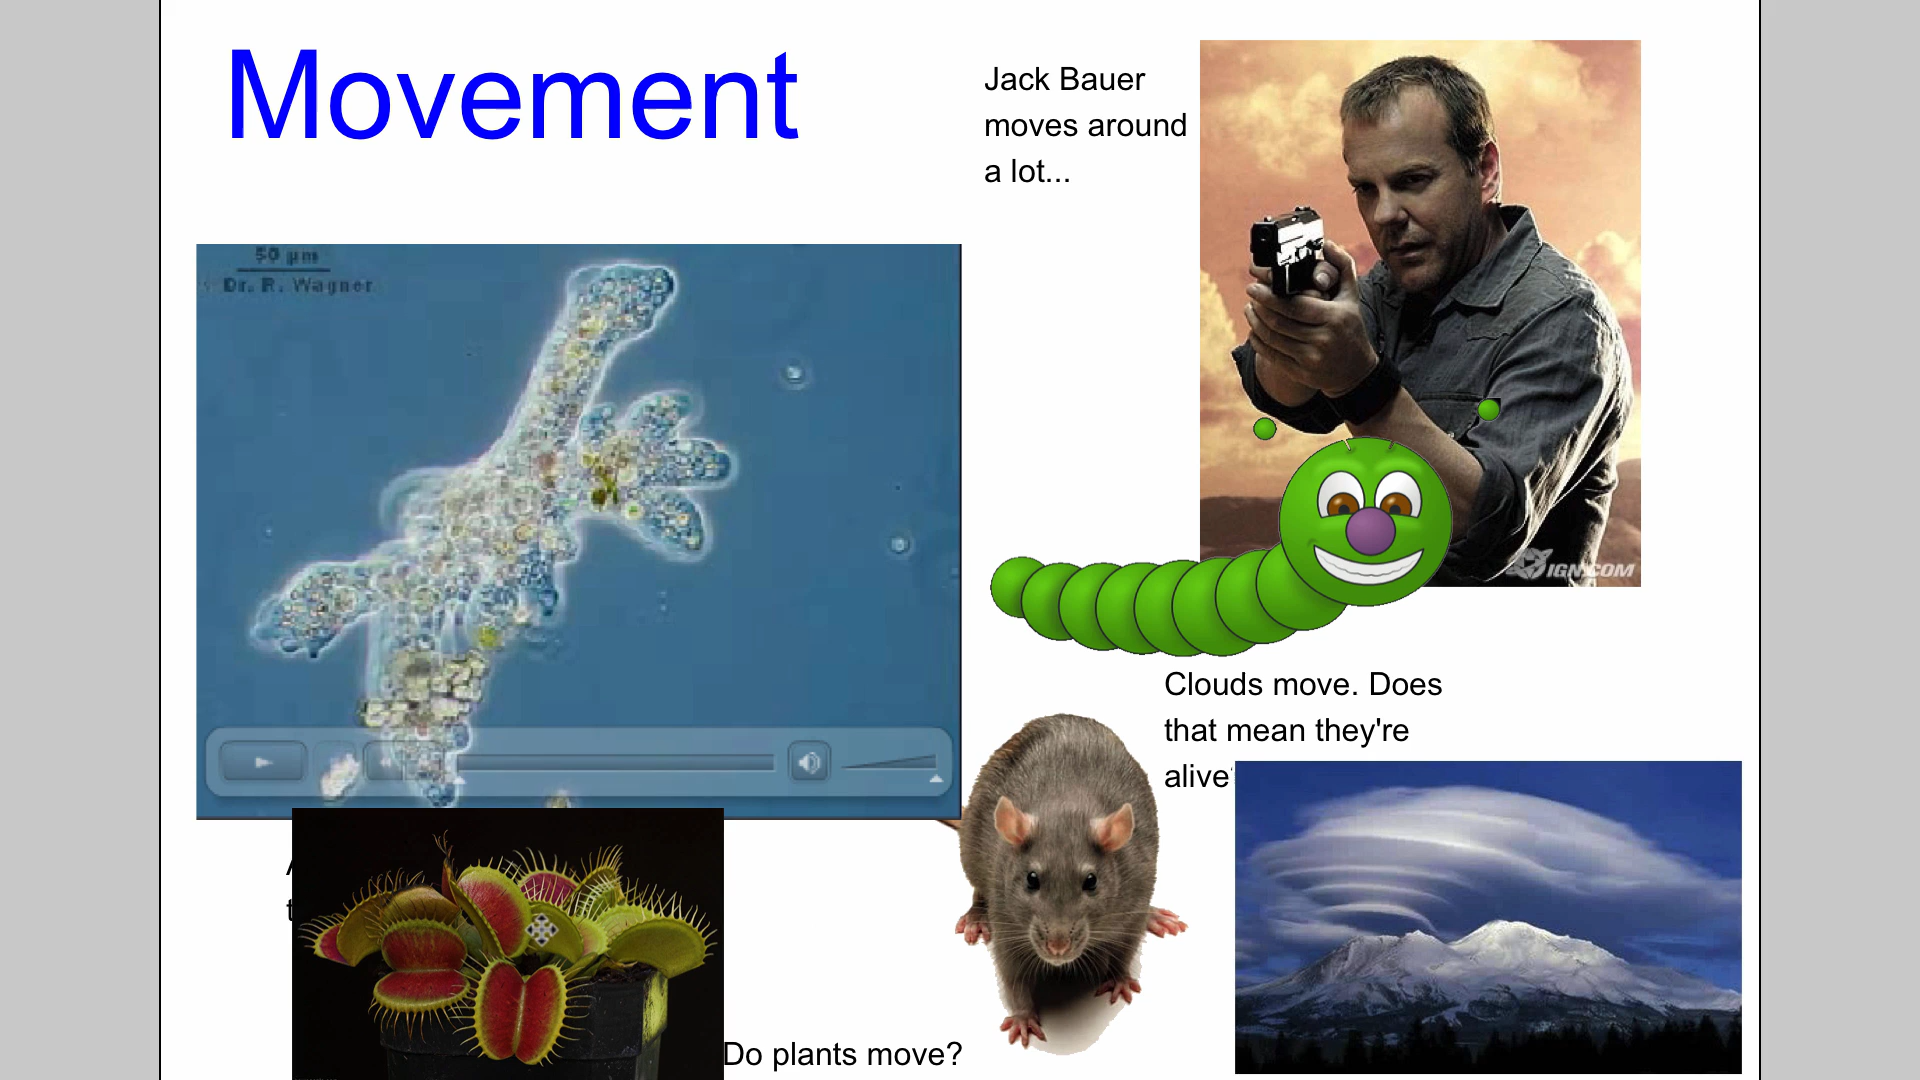 Movement
Jack Bauer
moves around
a lot...
50 µm
Dr. R. Wagner
IGN.COM
Clouds move. Does
that mean they're
alive
Do plants move?